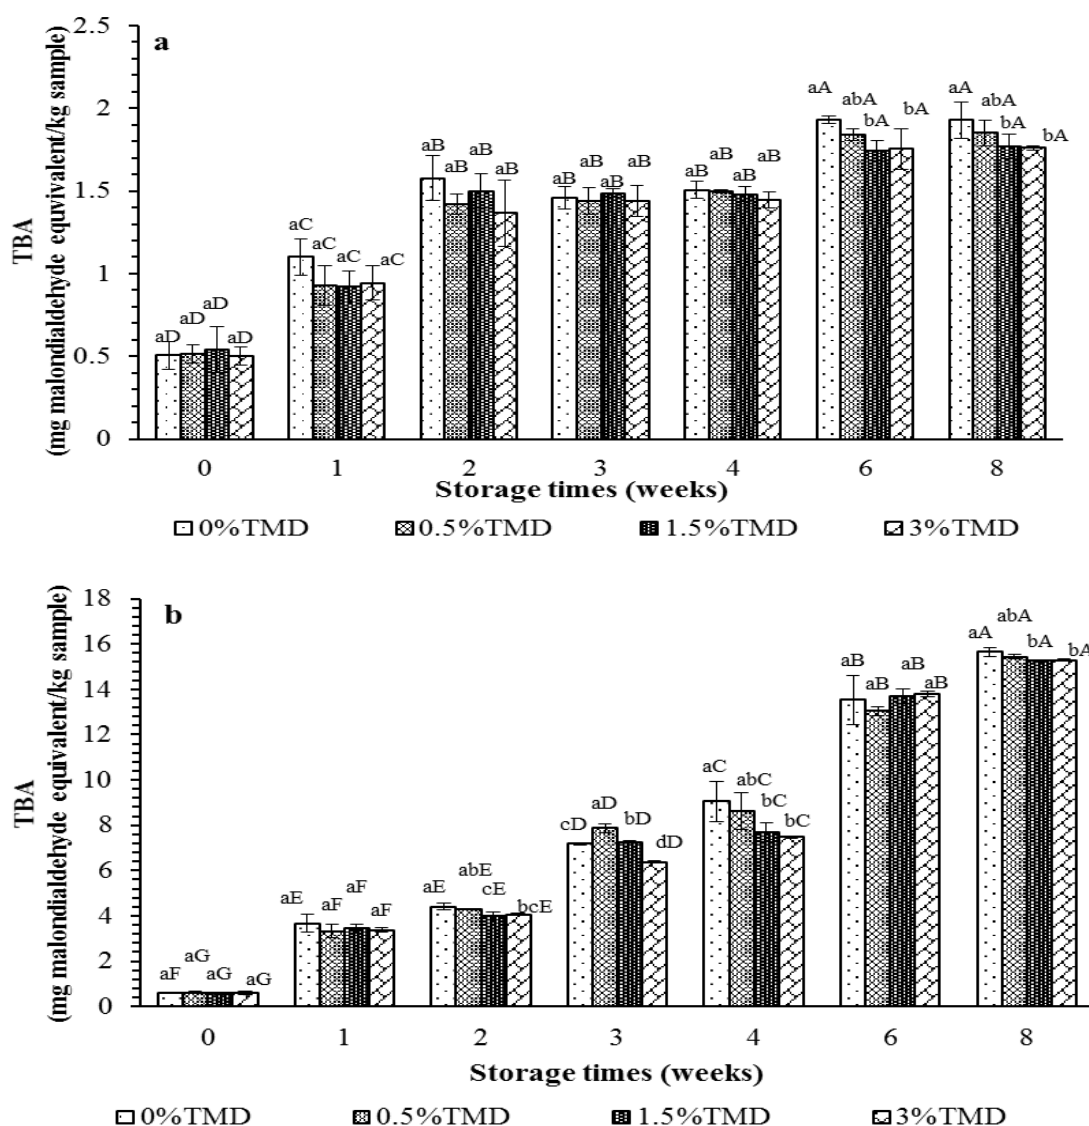 a
TBA
(mg malondialdehyde equvivalent/kg sample)
2.5
2
1.5
1
0.5
0
aD aD aD aD
aC aC aC aC
aB aB aB aB
aB aB aB aB
aB aB aB aB
aA abA bA bA
aA abA bA bA
0 1 2 3 4 6 8
Storage times (weeks)
0%TMD 0.5%TMD 1.5%TMD 3%TMD
b
TBA
(mg malondialdehyde equivalent/kg sample)
18
16
14
12
10
8
6
4
2
0
aF aG aG aG
aE aF aF aF
aE abE cE bcE
cD aD bD dD
aC abC bC bC
aB aB aB aB
aA abA bA bA
0 1 2 3 4 6 8
Storage times (weeks)
0%TMD 0.5%TMD 1.5%TMD 3%TMD